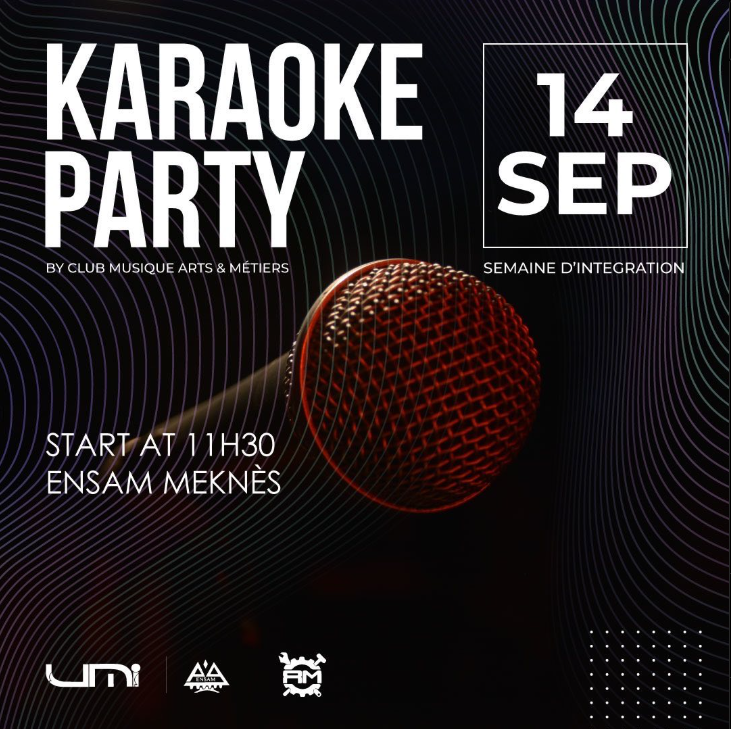 KARAOKE
PARTY
BY CLUB MUSIQUE ARTS & MÉTIERS
14
SEP
SEMAINE D'INTEGRATION
START AT 11H30
ENSAM MEKNÈS
UMi
ENSAM
AM